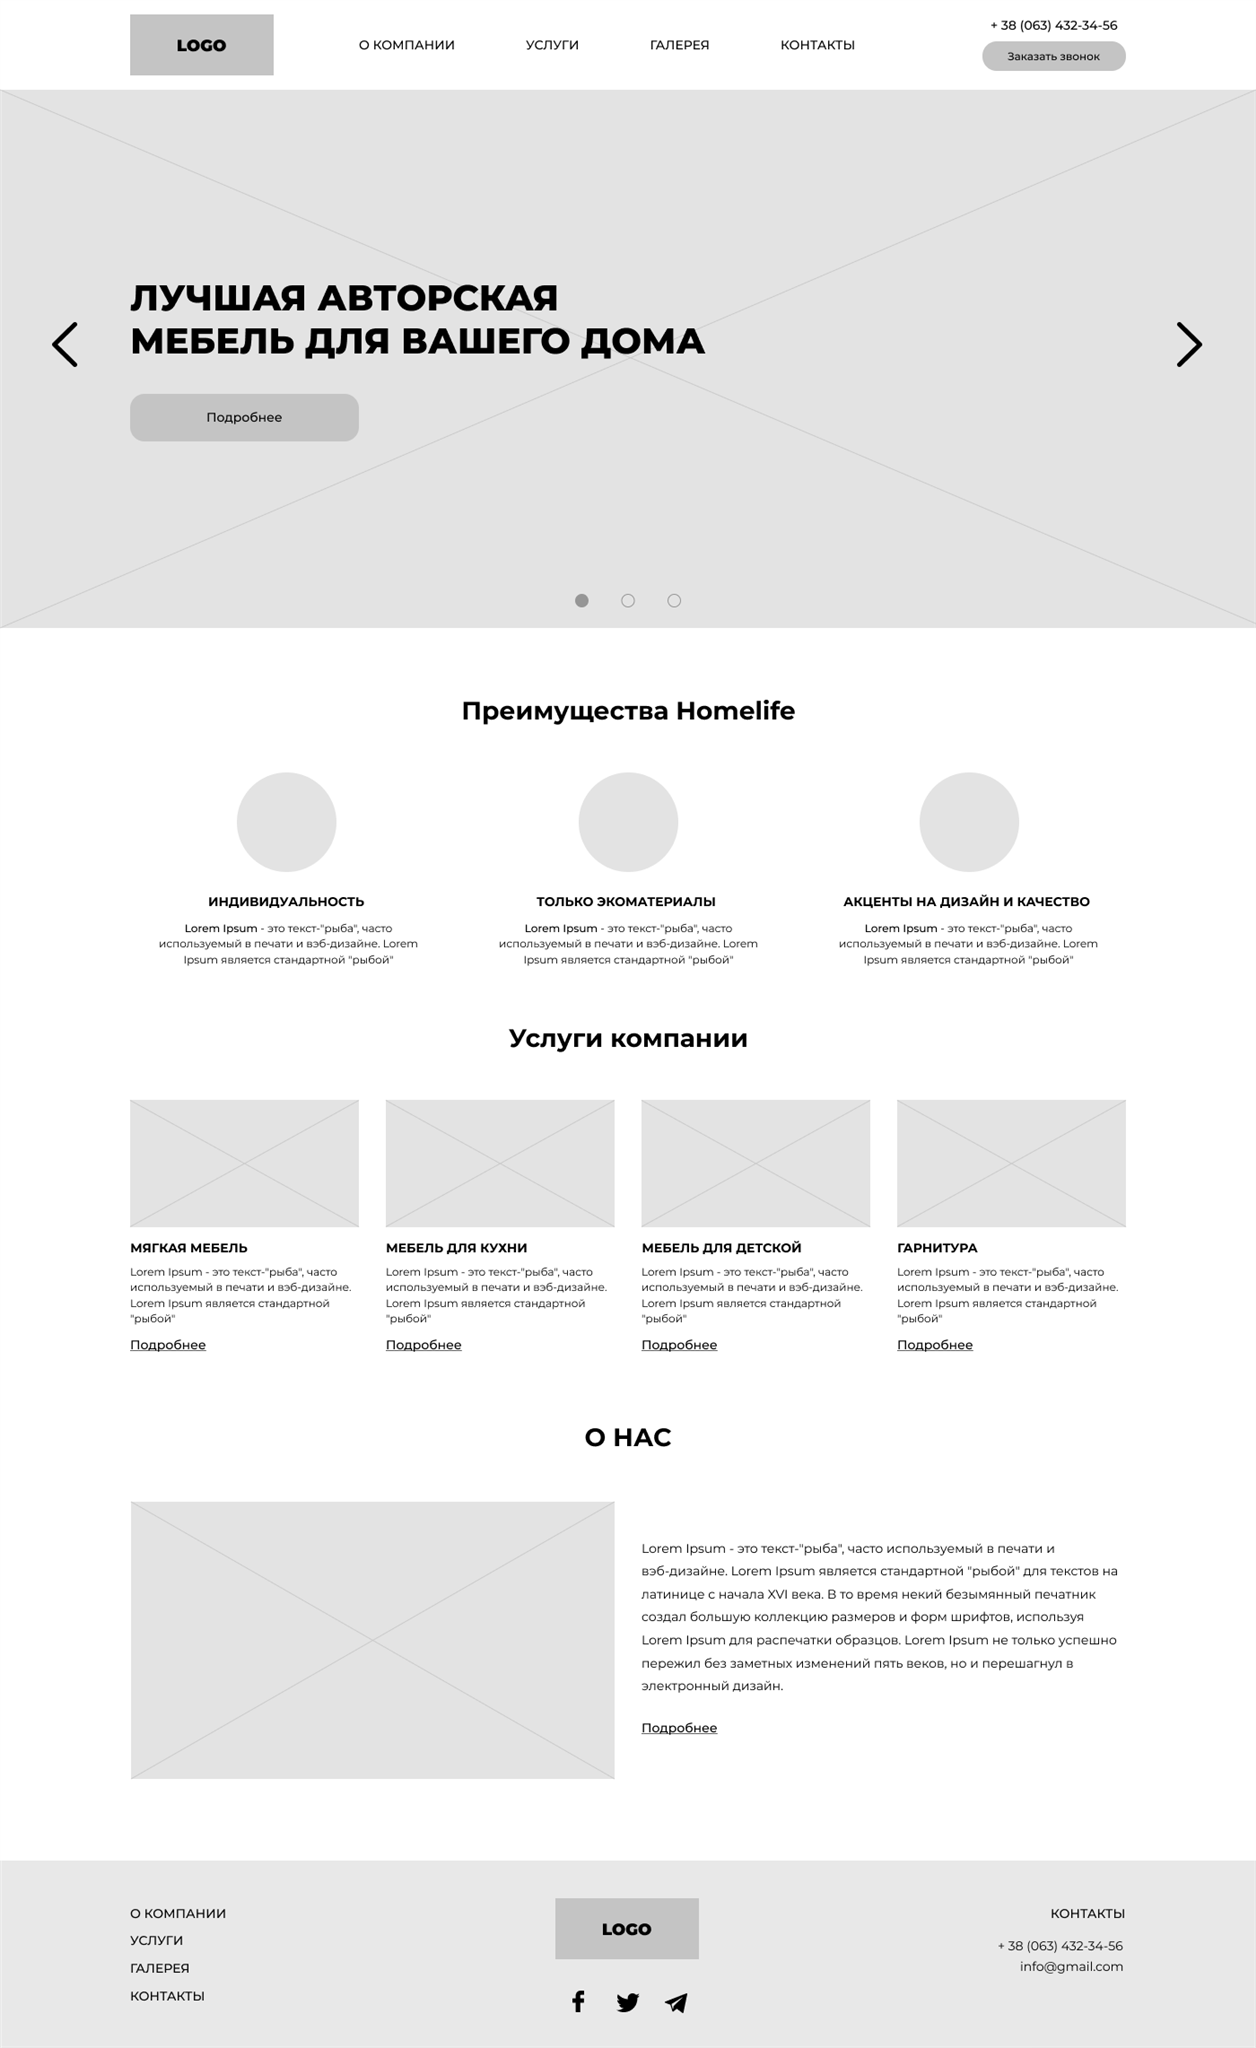 LOGO
О КОМПАНИИ
УСЛУГИ
ГАЛЕРЕЯ
КОНТАКТЫ
+ 38 (063) 432-34-56
Заказать звонок
ЛУЧШАЯ АВТОРСКАЯ
МЕБЕЛЬ ДЛЯ ВАШЕГО ДОМА
Подробнее
Преимущества Homelife
ИНДИВИДУАЛЬНОСТЬ
Lorem Ipsum - это текст-"рыба", часто
используемый в печати и вэб-дизайне. Lorem
Ipsum является стандартной "рыбой"
ТОЛЬКО ЭКОМАТЕРИАЛЫ
Lorem Ipsum - это текст-"рыба", часто
используемый в печати и вэб-дизайне. Lorem
Ipsum является стандартной "рыбой"
АКЦЕНТЫ НА ДИЗАЙН И КАЧЕСТВО
Lorem Ipsum - это текст-"рыба", часто
используемый в печати и вэб-дизайне. Lorem
Ipsum является стандартной "рыбой"
Услуги компании
МЯГКАЯ МЕБЕЛЬ
Lorem Ipsum - это текст-"рыба", часто
используемый в печати и вэб-дизайне.
Lorem Ipsum является стандартной
"рыбой"
Подробнее
МЕБЕЛЬ ДЛЯ КУХНИ
Lorem Ipsum - это текст-"рыба", часто
используемый в печати и вэб-дизайне.
Lorem Ipsum является стандартной
"рыбой"
Подробнее
МЕБЕЛЬ ДЛЯ ДЕТСКОЙ
Lorem Ipsum - это текст-"рыба", часто
используемый в печати и вэб-дизайне.
Lorem Ipsum является стандартной
"рыбой"
Подробнее
ГАРНИТУРА
Lorem Ipsum - это текст-"рыба", часто
используемый в печати и вэб-дизайне.
Lorem Ipsum является стандартной
"рыбой"
Подробнее
О НАС
Lorem Ipsum - это текст-"рыба", часто используемый в печати и
вэб-дизайне. Lorem Ipsum является стандартной "рыбой" для текстов на
латинице с начала XVI века. В то время некий безымянный печатник
создал большую коллекцию размеров и форм шрифтов, используя
Lorem Ipsum для распечатки образцов. Lorem Ipsum не только успешно
пережил без заметных изменений пять веков, но и перешагнул в
электронный дизайн.
Подробнее
О КОМПАНИИ
УСЛУГИ
ГАЛЕРЕЯ
КОНТАКТЫ
LOGO
КОНТАКТЫ
+ 38 (063) 432-34-56
info@gmail.com